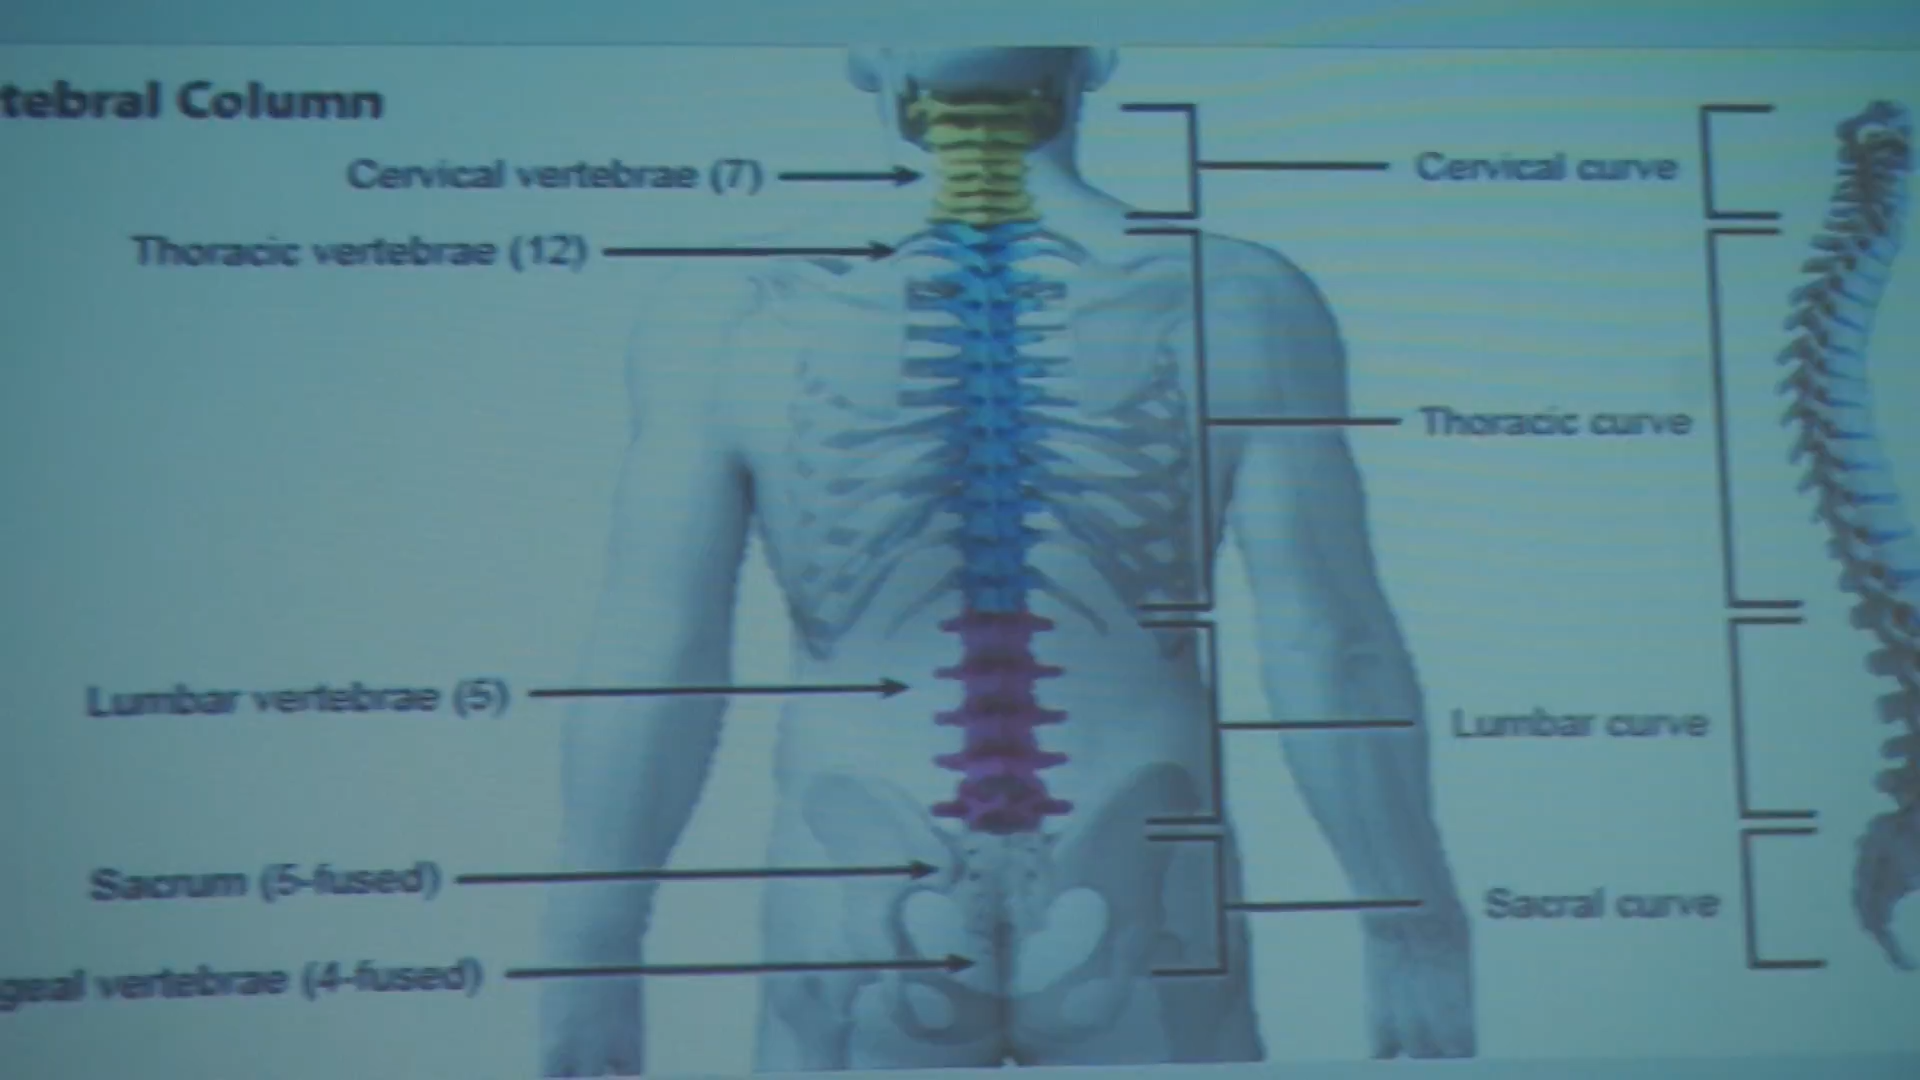 tebral Column
Cervical vertebrae (7)
Cervical curve
Thoracic vertebrae (12)
Thoracic curve
Lumbar vertebrae (5)
Lumbar curve
Sacrum (5-fused)
Sacral curve
geal vertebrae (4-fused)